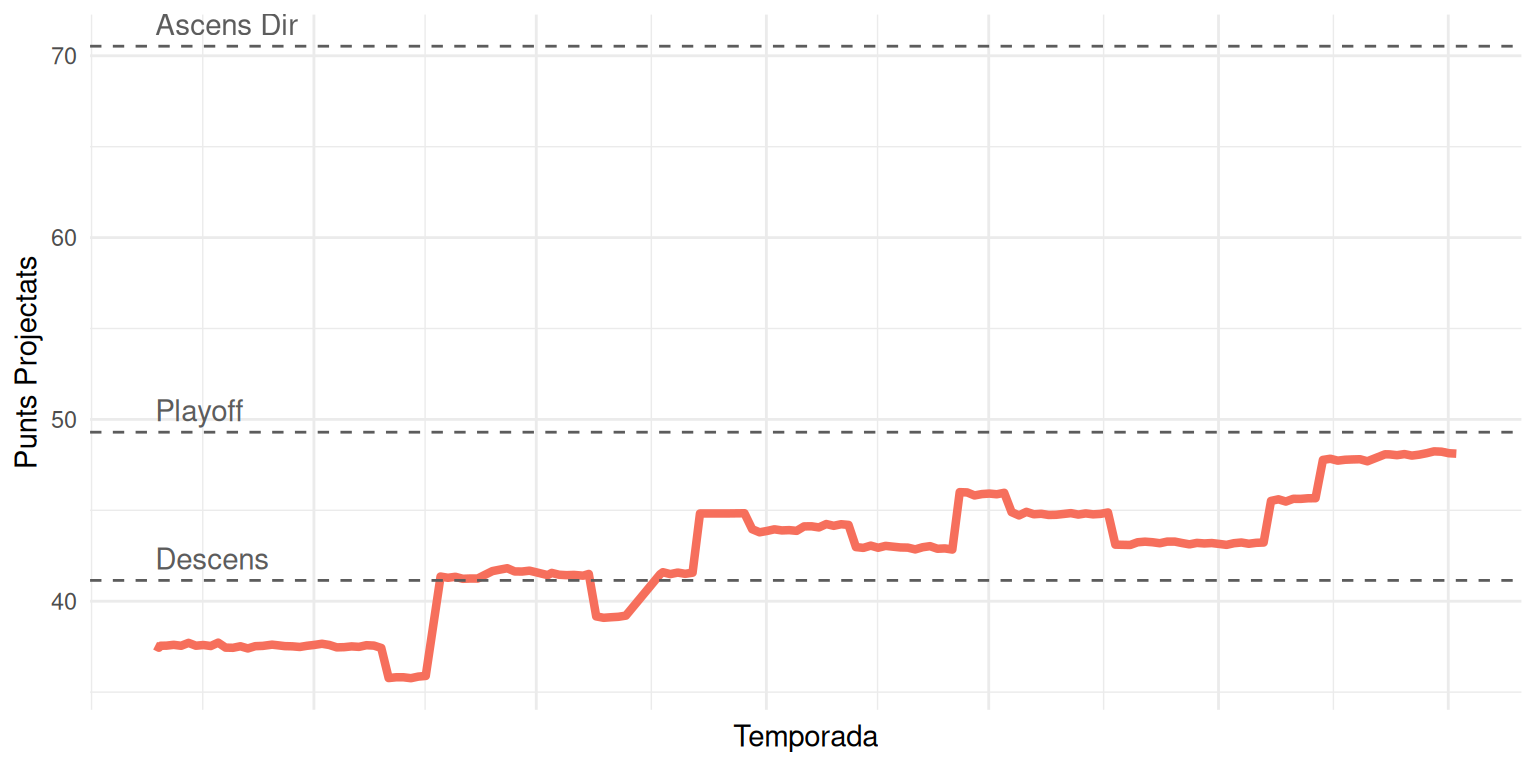 Ascens Dir
70
60
Punts Projectats
Playoff
50
Descens
40
Temporada